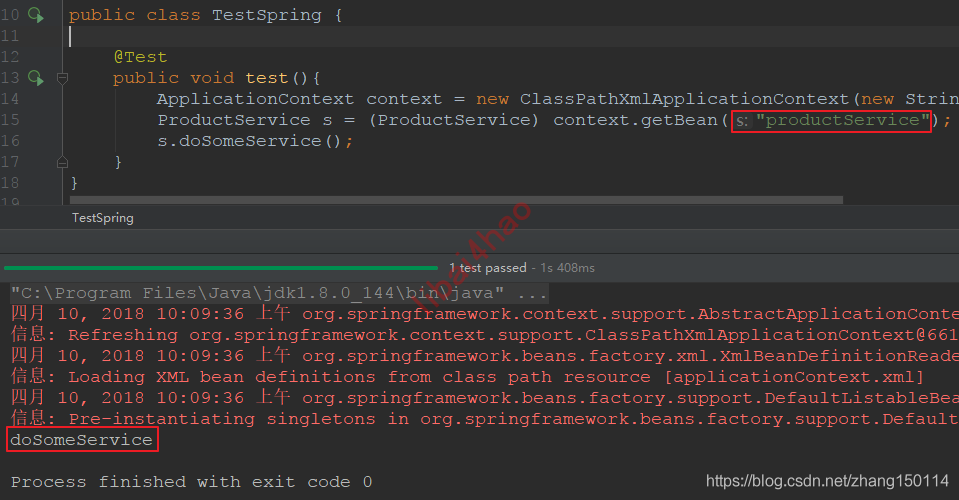 10 public class TestSpring {
11
12 @Test
13 public void test(){
14 ApplicationContext context = new ClassPathXmlApplicationContext(new Strin
15 ProductService s = (ProductService) context.getBean( s: "productService");
16 s.doSomeService();
17 }
18 }
19
TestSpring
1 test passed - 1s 408ms
"C:\Program Files\Java\jdk1.8.0_144\bin\java" ...
四月 10, 2018 10:09:36 上午 org.springframework.context.support.AbstractApplicationConte
信息: Refreshing org.springframework.context.support.ClassPathXmlApplicationContext@661
四月 10, 2018 10:09:36 上午 org.springframework.beans.factory.xml.XmlBeanDefinitionReade
信息: Loading XML bean definitions from class path resource [applicationContext.xml]
四月 10, 2018 10:09:36 上午 org.springframework.beans.factory.support.DefaultListableBea
信息: Pre-instantiating singletons in org.springframework.beans.factory.support.Default
doSomeService
Process finished with exit code 0
https://blog.csdn.net/zhang150114